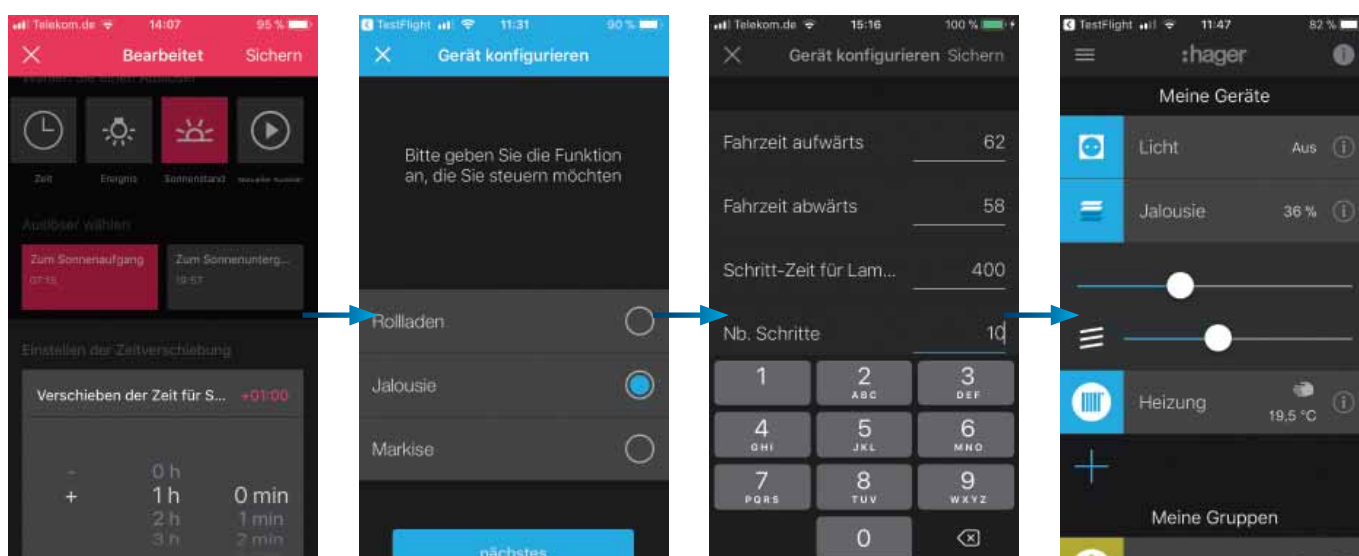 Telekom.de 14:07 95 %
Bearbeitet Sichern
Wählen Sie einen Auslöser
Zeit Ereignis Sonnenstand
Auslöser wählen
Zum Sonnenaufgang Zum Sonnenunterg...
07:15 19:57
Einstellen der Zeitverschiebung
Verschieben der Zeit für S... +01:00
- 0 h
+ 1 h 0 min
2 h 1 min
3 h 2 min
TestFlight 11:31 90 %
Gerät konfigurieren
Bitte geben Sie die Funktion
an, die Sie steuern möchten
Rollladen
Jalousie
Markise
nächstes
Telekom.de 15:16 100 %
Gerät konfigurieren Sichern
Fahrzeit aufwärts 62
Fahrzeit abwärts 58
Schritt-Zeit für Lam... 400
Nb. Schritte 10
1 2 3
ABC DEF
4 5 6
GHI JKL MNO
7 8 9
PQRS TUV WXYZ
0
TestFlight 11:47 82 %
:hager
Meine Geräte
Licht Aus
Jalousie 36 %
Heizung 19,5 °C
Meine Gruppen